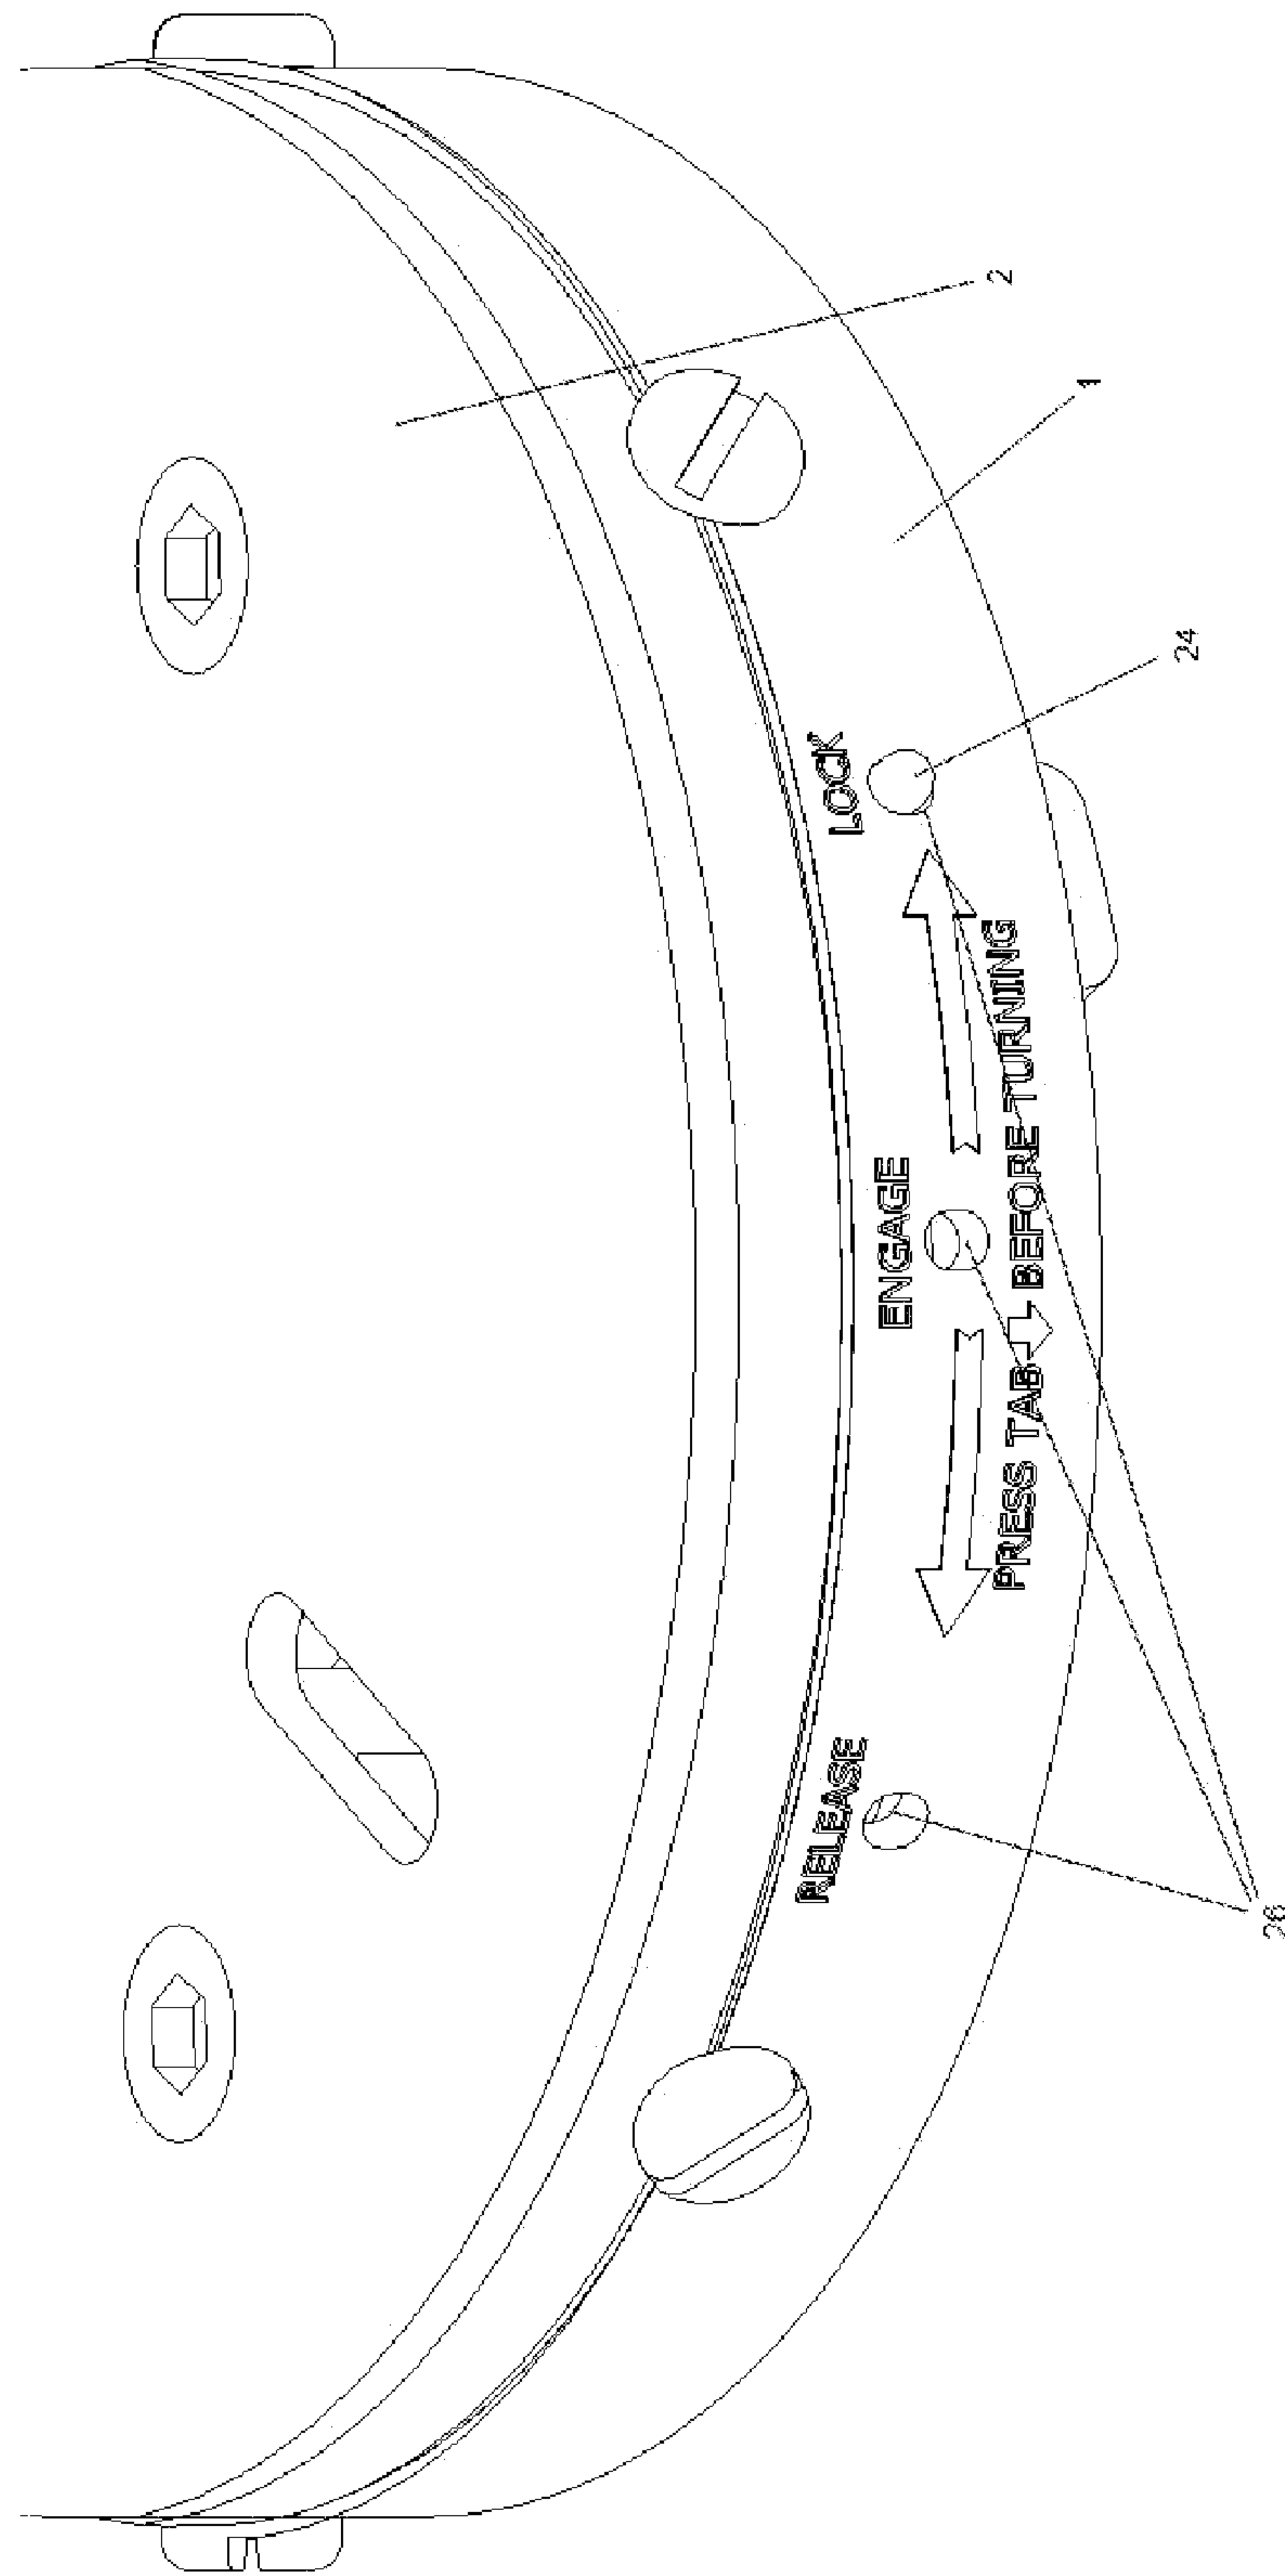 RELEASE ENGAGE LOCK
PRESS TAB BEFORE TURNING
2
1
24
26